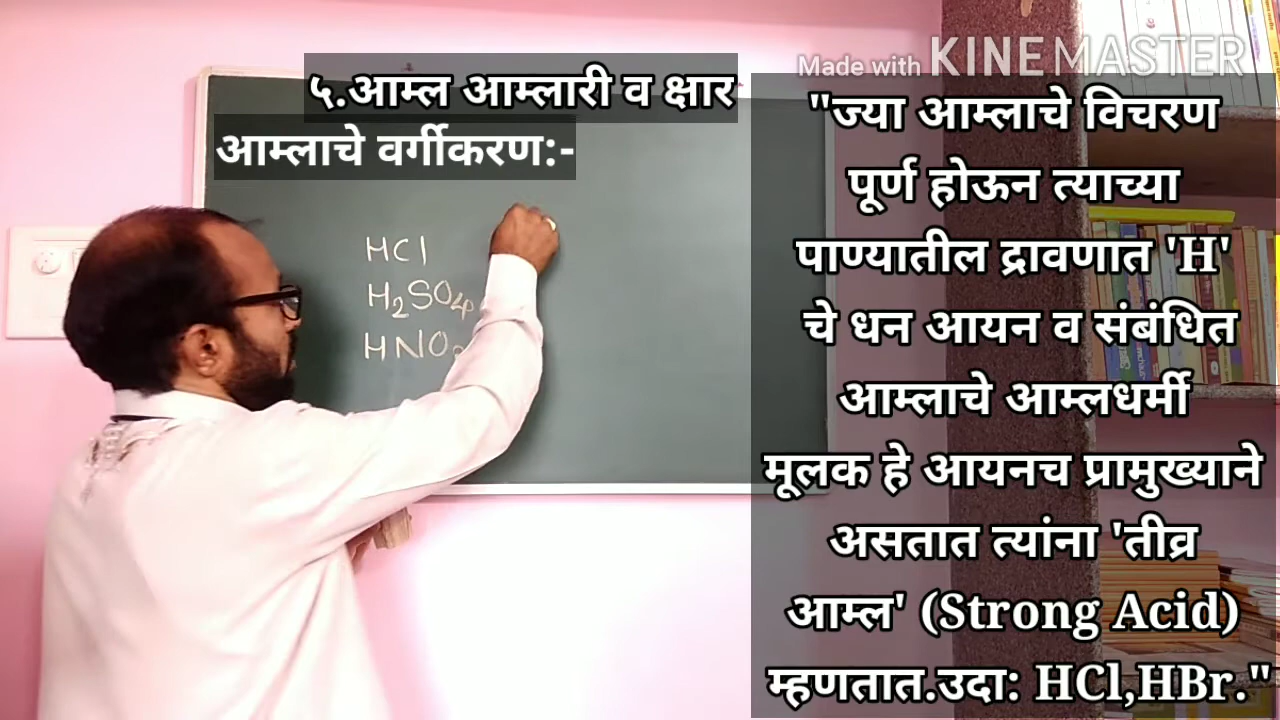 Made with KINEMASTER
५.आम्ल आम्लारी व क्षार
आम्लाचे वर्गीकरण:-
HCl
H2SO4
HNO
"ज्या आम्लाचे विचरण
पूर्ण होऊन त्याच्या
पाण्यातील द्रावणात 'H'
चे धन आयन व संबंधित
आम्लाचे आम्लधर्मी
मूलक हे आयनच प्रामुख्याने
असतात त्यांना 'तीव्र
आम्ल' (Strong Acid)
म्हणतात.उदा: HCl,HBr."